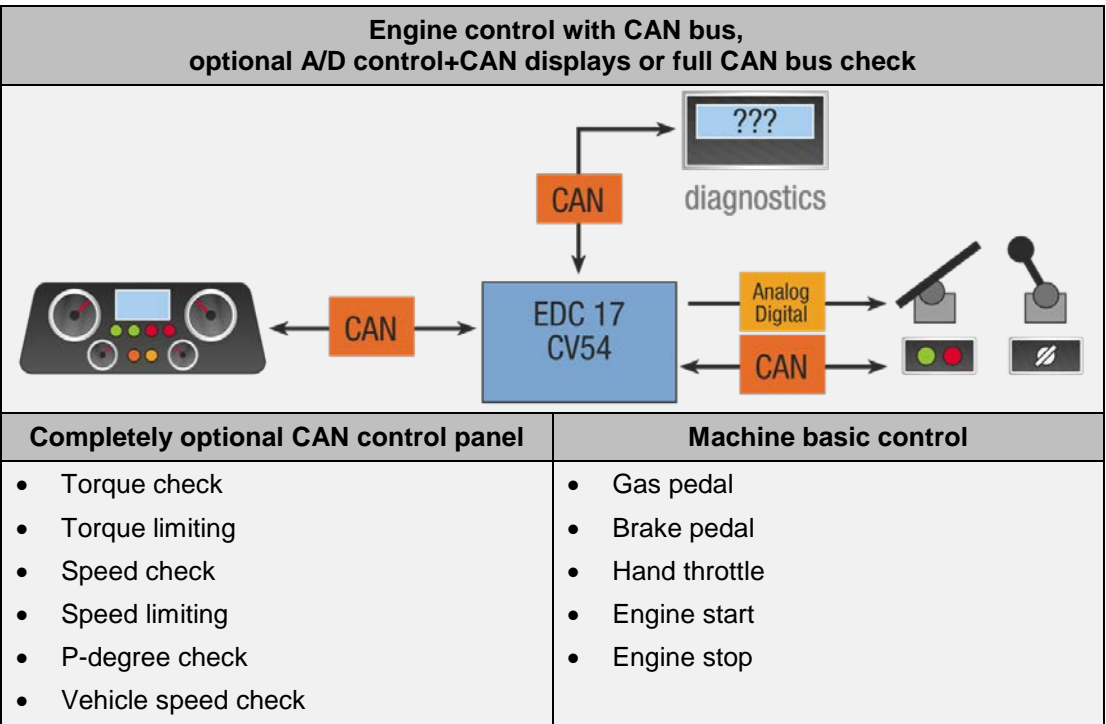 Engine control with CAN bus,
optional A/D control+CAN displays or full CAN bus check
???
CAN
diagnostics
CAN
EDC 17
CV54
Analog
Digital
CAN
Completely optional CAN control panel
• Torque check
• Torque limiting
• Speed check
• Speed limiting
• P-degree check
• Vehicle speed check
Machine basic control
• Gas pedal
• Brake pedal
• Hand throttle
• Engine start
• Engine stop